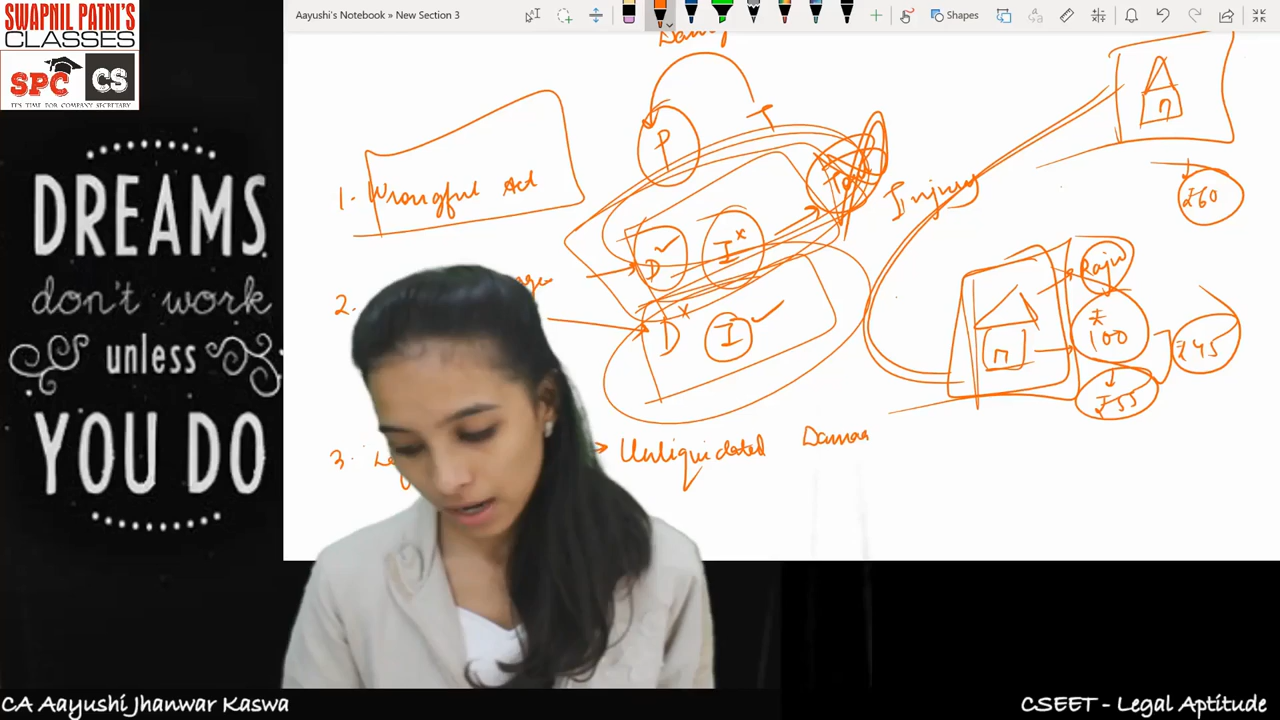 SWAPNIL PATNI'S
CLASSES
SPC CS
IT'S TIME FOR COMPANY SECRETARY
Aayushi's Notebook » New Section 3
Shapes
DREAMS
don't work
unless
YOU DO
P
T
1. Wrongful Act
Injury
₹60
D I
Raju
2.
D I
₹ 100
₹45
₹55
3. Unliquidated Damag
CA Aayushi Jhanwar Kaswa
CSEET - Legal Aptitude